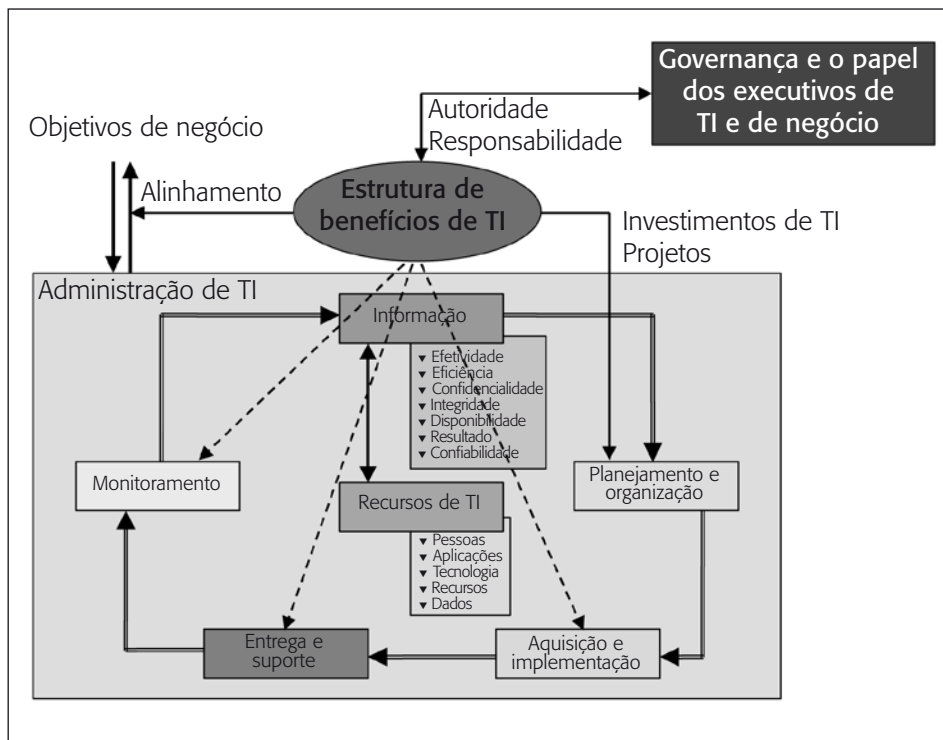 Governança e o papel
dos executivos de
TI e de negócio
Autoridade
Responsabilidade
Objetivos de negócio
Alinhamento
Estrutura de
benefícios de TI
Investimentos de TI
Projetos
Administração de TI
Informação
▼ Efetividade
▼ Eficiência
▼ Confidencialidade
▼ Integridade
▼ Disponibilidade
▼ Resultado
▼ Confiabilidade
Monitoramento
Planejamento e
organização
Recursos de TI
▼ Pessoas
▼ Aplicações
▼ Tecnologia
▼ Recursos
▼ Dados
Entrega e
suporte
Aquisição e
implementação